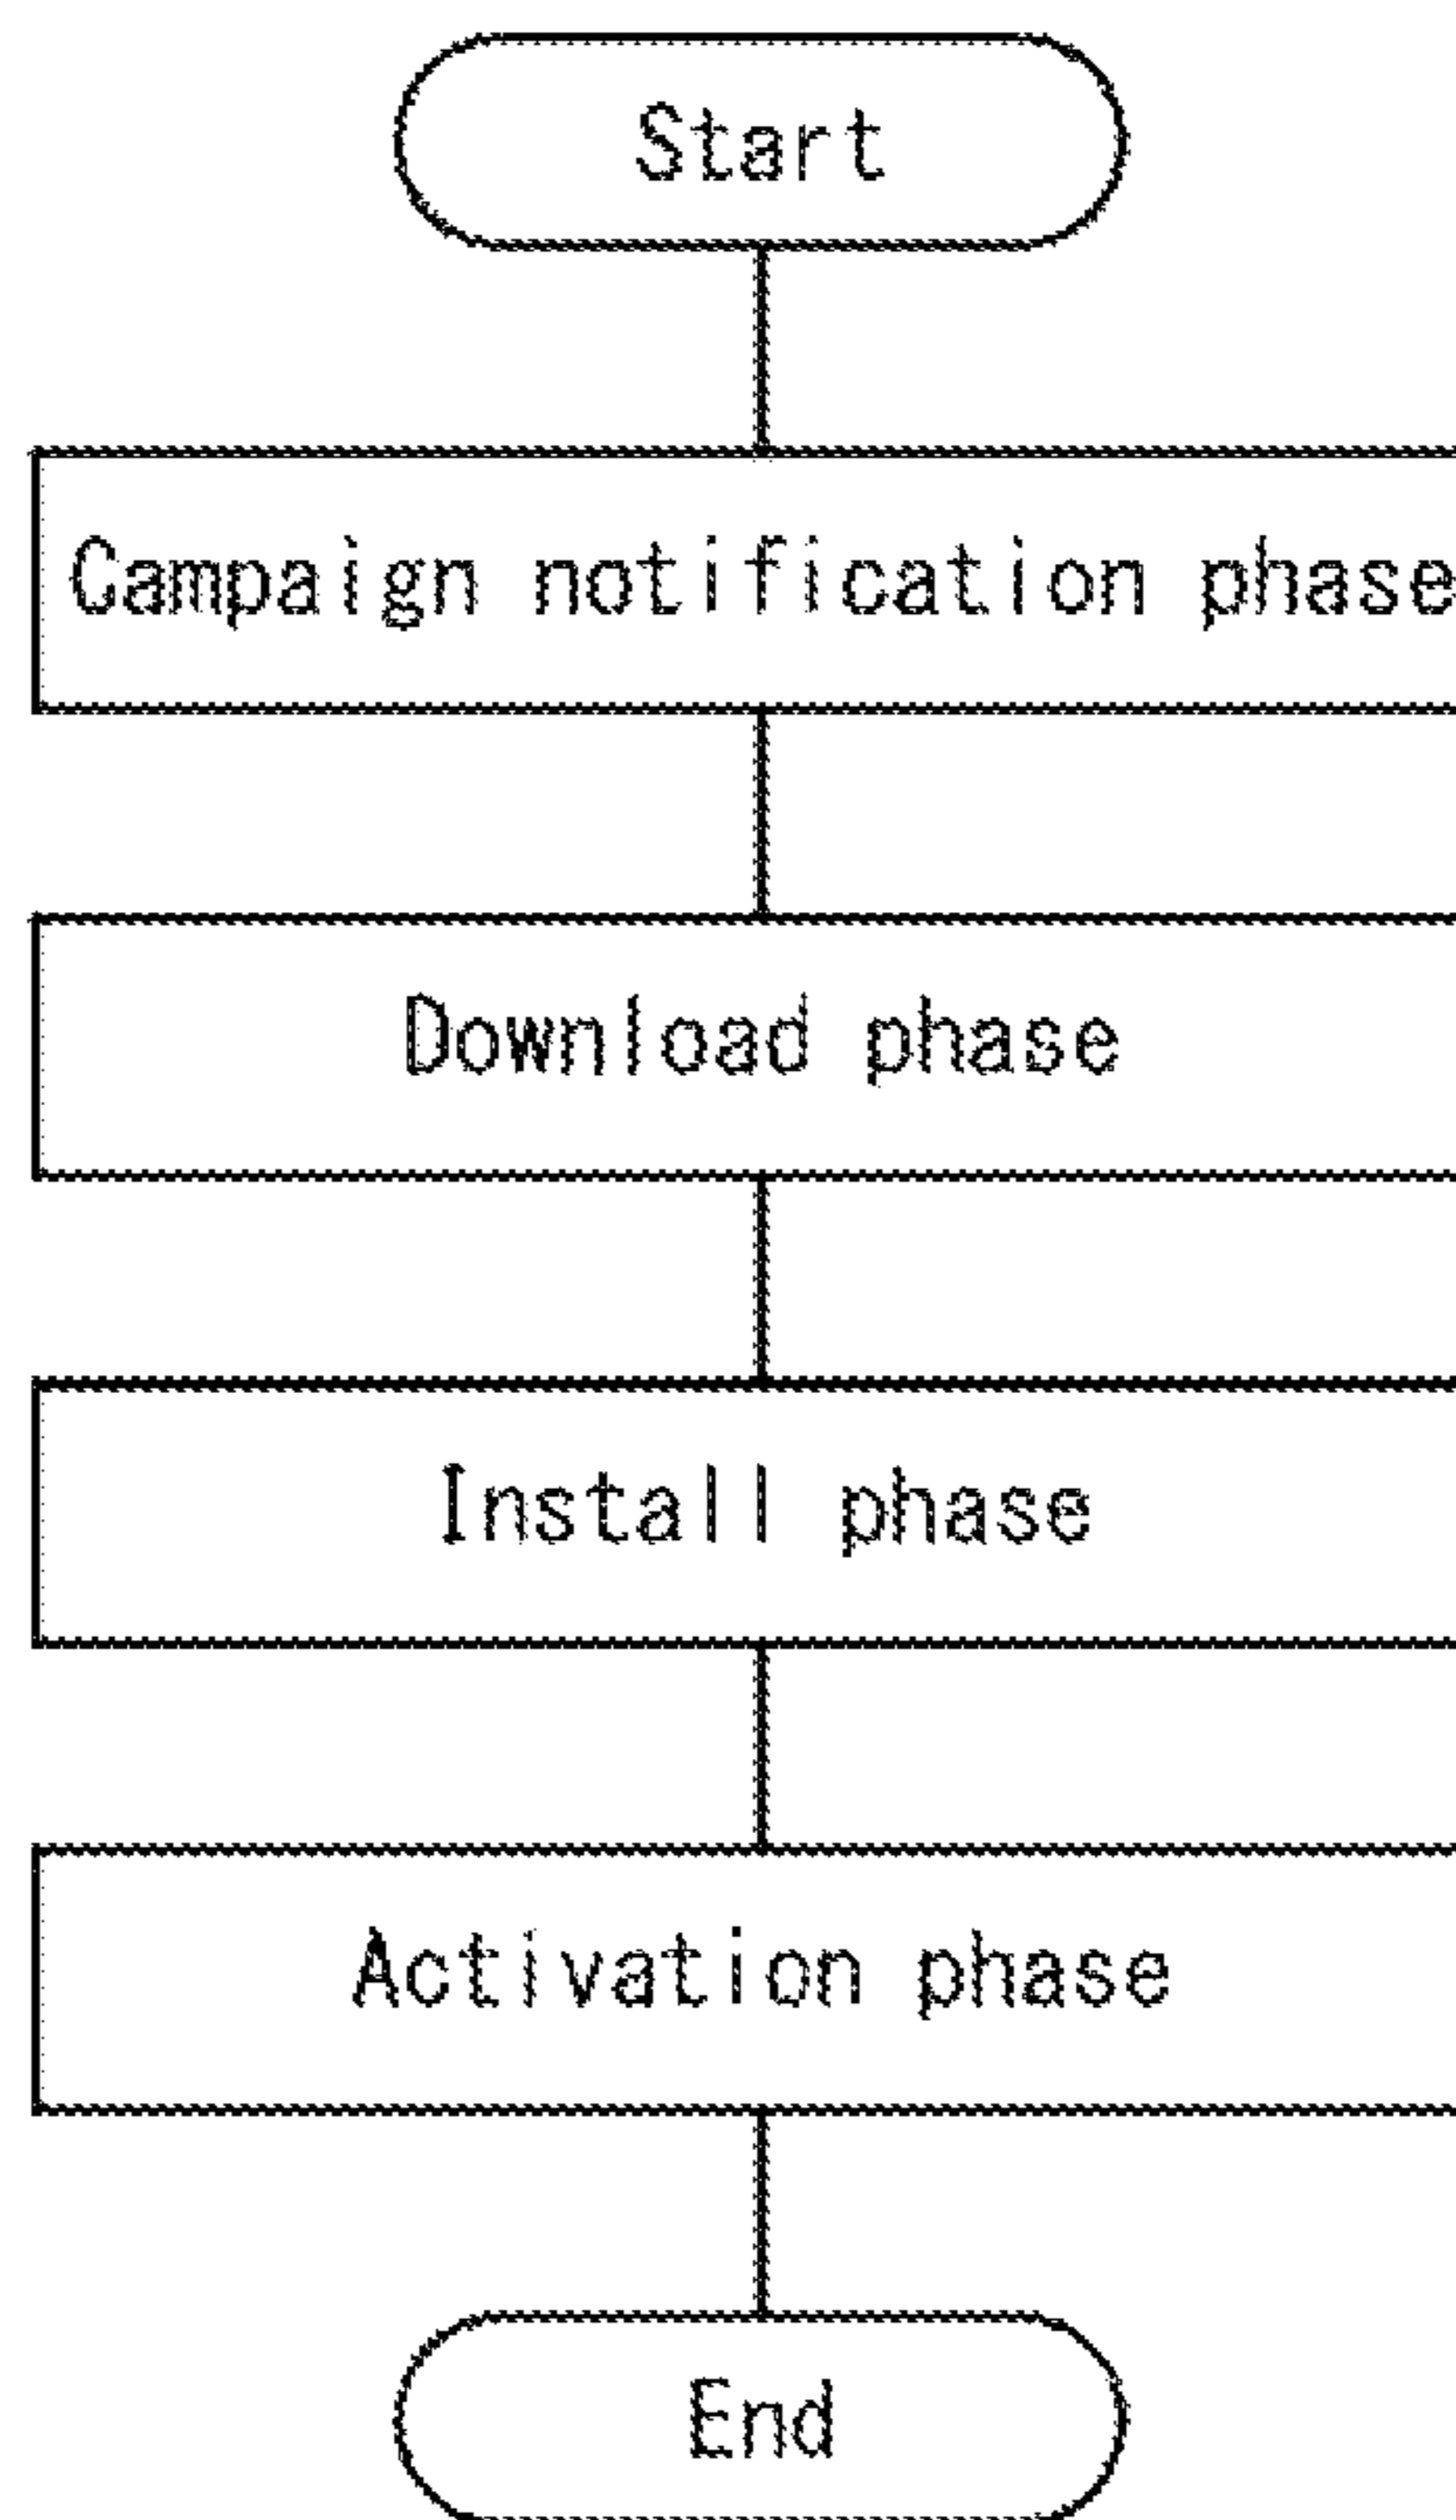 Start
Campaign notification phase
Download phase
Install phase
Activation phase
End